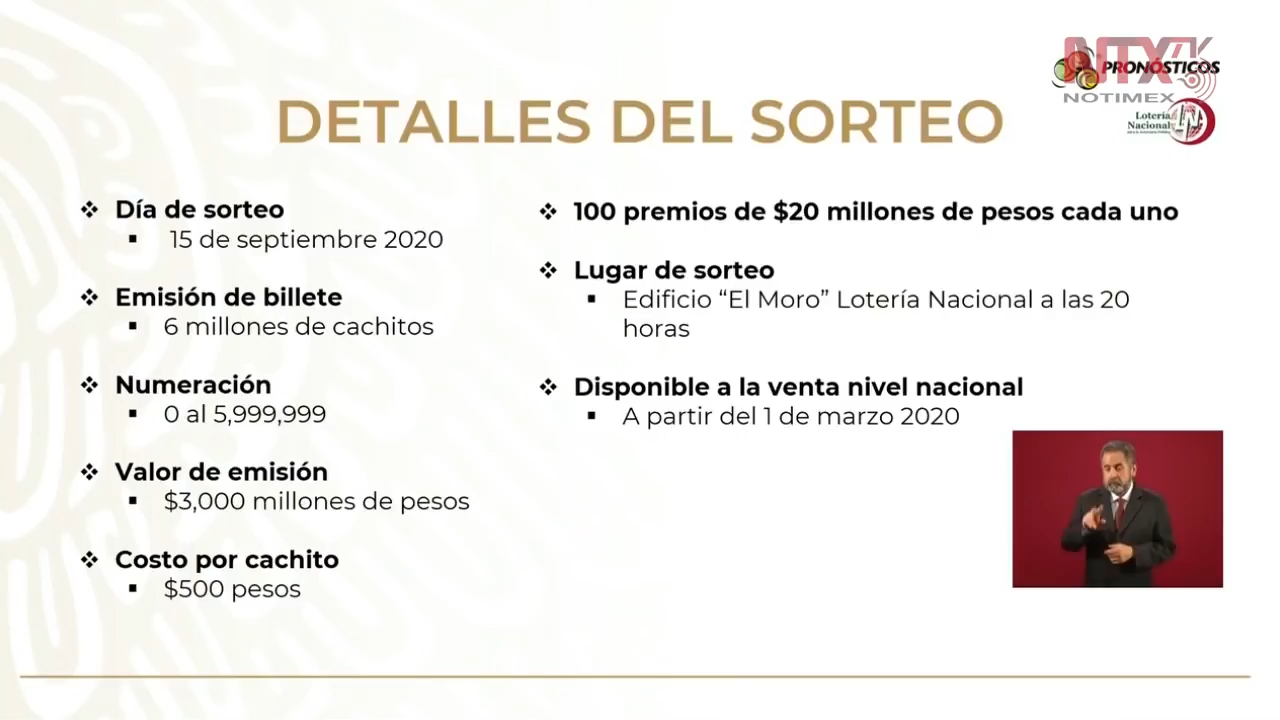 NTX TV
PRONÓSTICOS
NOTIMEX
Lotería
Nacional
DETALLES DEL SORTEO
❖ Día de sorteo
▪ 15 de septiembre 2020
❖ Emisión de billete
▪ 6 millones de cachitos
❖ Numeración
▪ 0 al 5,999,999
❖ Valor de emisión
▪ $3,000 millones de pesos
❖ Costo por cachito
▪ $500 pesos
❖ 100 premios de $20 millones de pesos cada uno
❖ Lugar de sorteo
▪ Edificio “El Moro” Lotería Nacional a las 20
horas
❖ Disponible a la venta nivel nacional
▪ A partir del 1 de marzo 2020